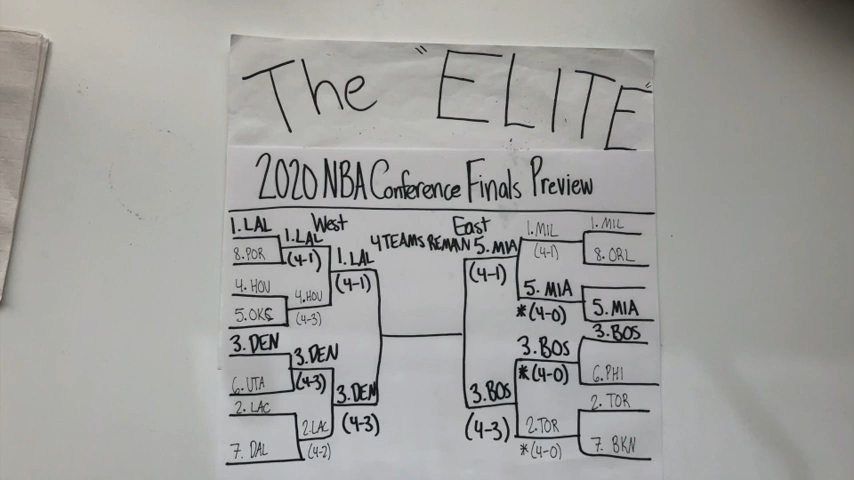 The "ELITE"
2020 NBA Conference Finals Preview
West
East
4 TEAMS REMAIN
1. LAL
8. POR
4. HOU
5. OKC
3. DEN
6. UTA
2. LAC
7. DAL
1. LAL
(4-1)
4. HOU
(4-3)
3. DEN
(4-3)
2. LAC
(4-2)
1. LAL
(4-1)
3. DEN
(4-3)
5. MIA
(4-1)
3. BOS
(4-3)
1. MIL
(4-1)
5. MIA
*(4-0)
3. BOS
*(4-0)
2. TOR
*(4-0)
1. MIL
8. ORL
5. MIA
3. BOS
6. PHI
2. TOR
7. BKN